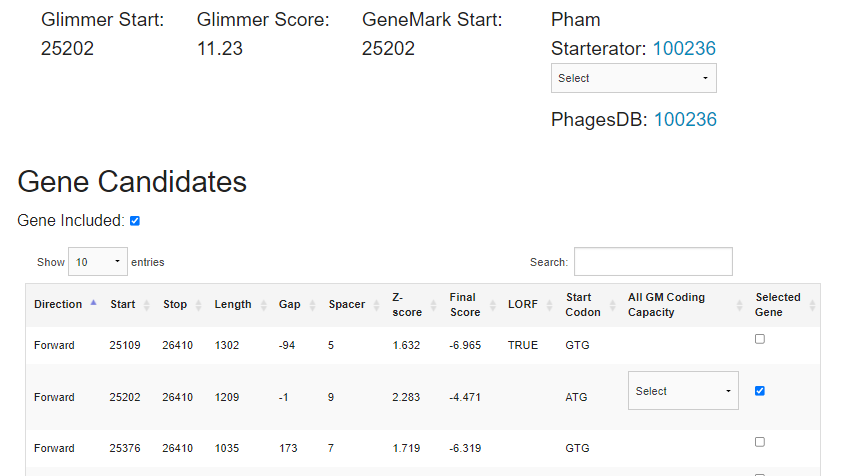 Glimmer Start: Glimmer Score: GeneMark Start: Pham
25202 11.23 25202 Starterator: 100236
Select
PhagesDB: 100236
Gene Candidates
Gene Included:
Show 10 entries Search:
Direction Start Stop Length Gap Spacer Z-score Final Score LORF Start Codon All GM Coding Capacity Selected Gene
Forward 25109 26410 1302 -94 5 1.632 -6.965 TRUE GTG
Forward 25202 26410 1209 -1 9 2.283 -4.471 ATG Select
Forward 25376 26410 1035 173 7 1.719 -6.319 GTG